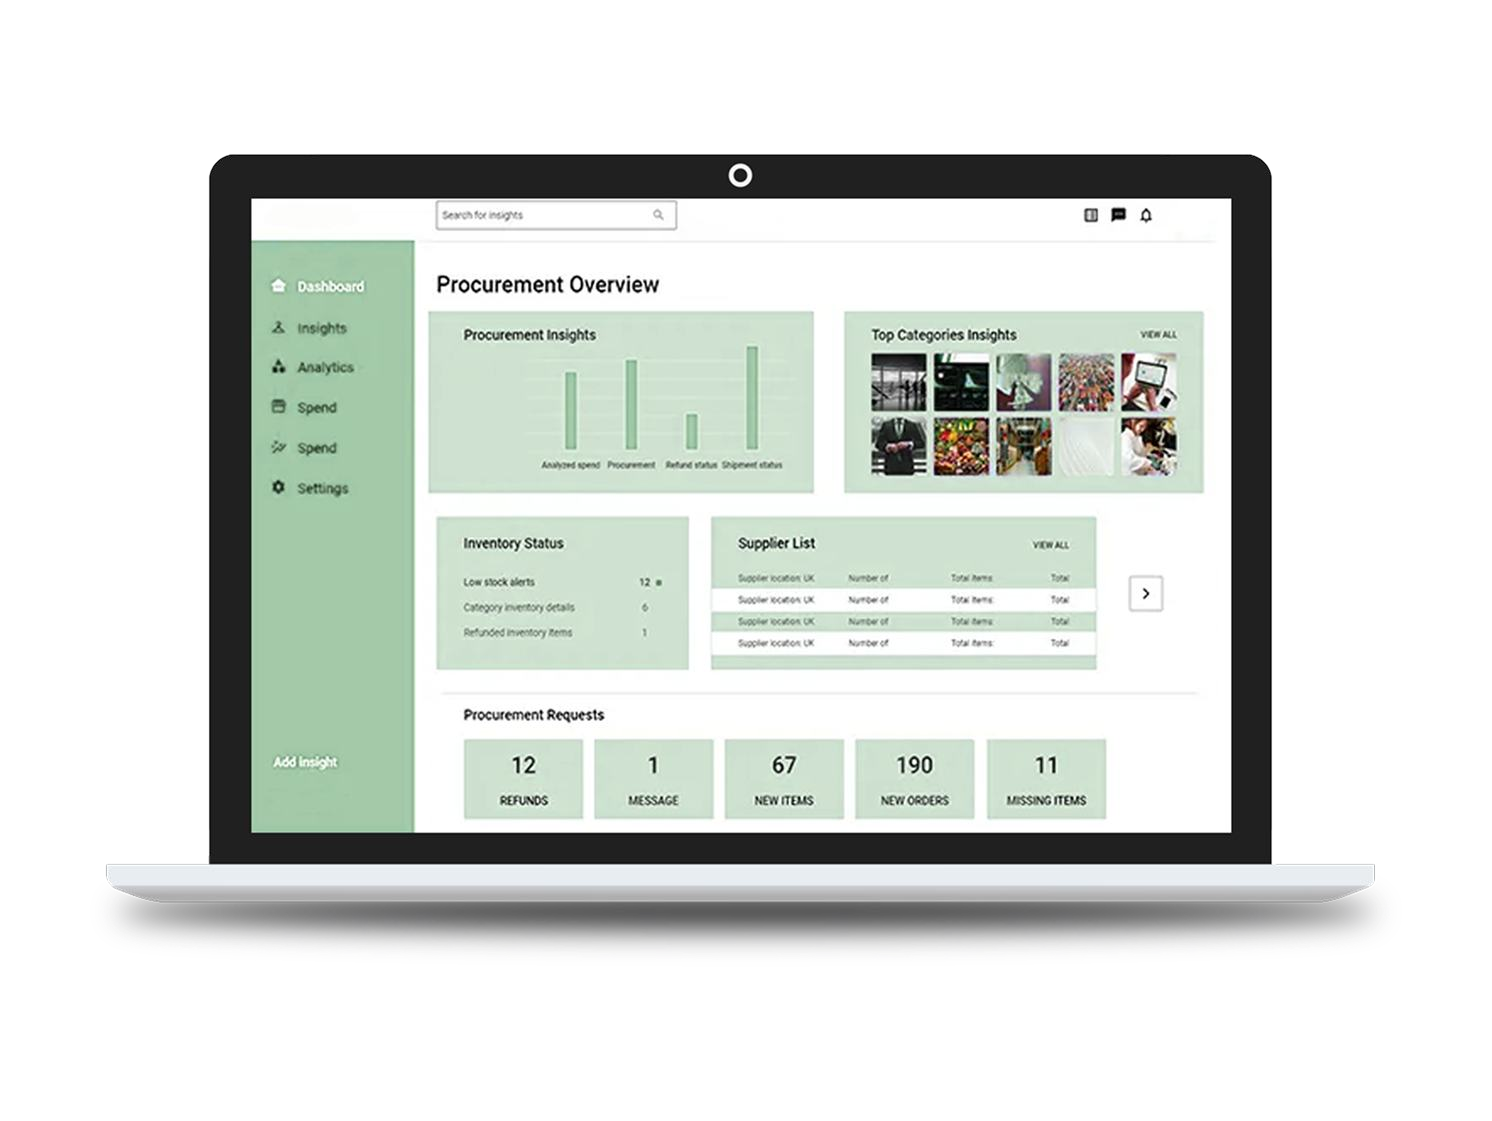 Search for insights
Dashboard
Insights
Analytics
Spend
Spend
Settings
Add insight
Procurement Overview
Procurement Insights
Analyzed spend Procurement Refund status Shipment status
Top Categories Insights VIEW ALL
Inventory Status
Low stock alerts 12
Category inventory details 6
Refunded inventory items 1
Supplier List VIEW ALL
Supplier location: UK Number of Total items: Total
Supplier location: UK Number of Total items: Total
Supplier location: UK Number of Total items: Total
Supplier location: UK Number of Total items: Total
Procurement Requests
12 1 67 190 11
REFUNDS MESSAGE NEW ITEMS NEW ORDERS MISSING ITEMS